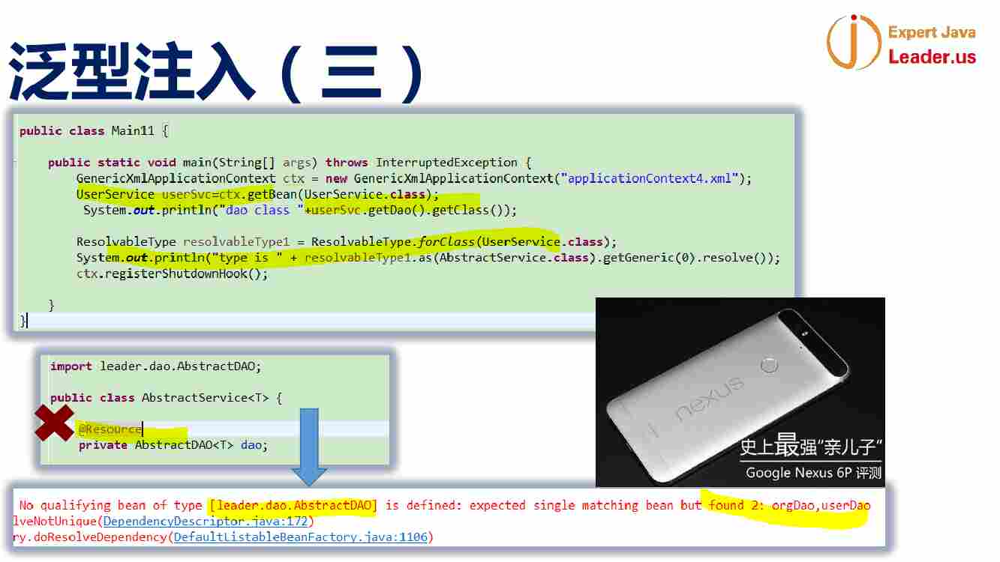 泛型注入（三）
Expert Java
Leader.us
public class Main11 {
public static void main(String[] args) throws InterruptedException {
GenericXmlApplicationContext ctx = new GenericXmlApplicationContext("applicationContext4.xml");
UserService userSvc=ctx.getBean(UserService.class);
System.out.println("dao class "+userSvc.getDao().getClass());
ResolvableType resolvableType1 = ResolvableType.forClass(UserService.class);
System.out.println("type is " + resolvableType1.as(AbstractService.class).getGeneric(0).resolve());
ctx.registerShutdownHook();
}
}
import leader.dao.AbstractDAO;
public class AbstractService<T> {
@Resource
private AbstractDAO<T> dao;
nexus
史上最强“亲儿子”
Google Nexus 6P 评测
No qualifying bean of type [leader.dao.AbstractDAO] is defined: expected single matching bean but found 2: orgDao,userDao
lveNotUnique(DependencyDescriptor.java:172)
ry.doResolveDependency(DefaultListableBeanFactory.java:1106)